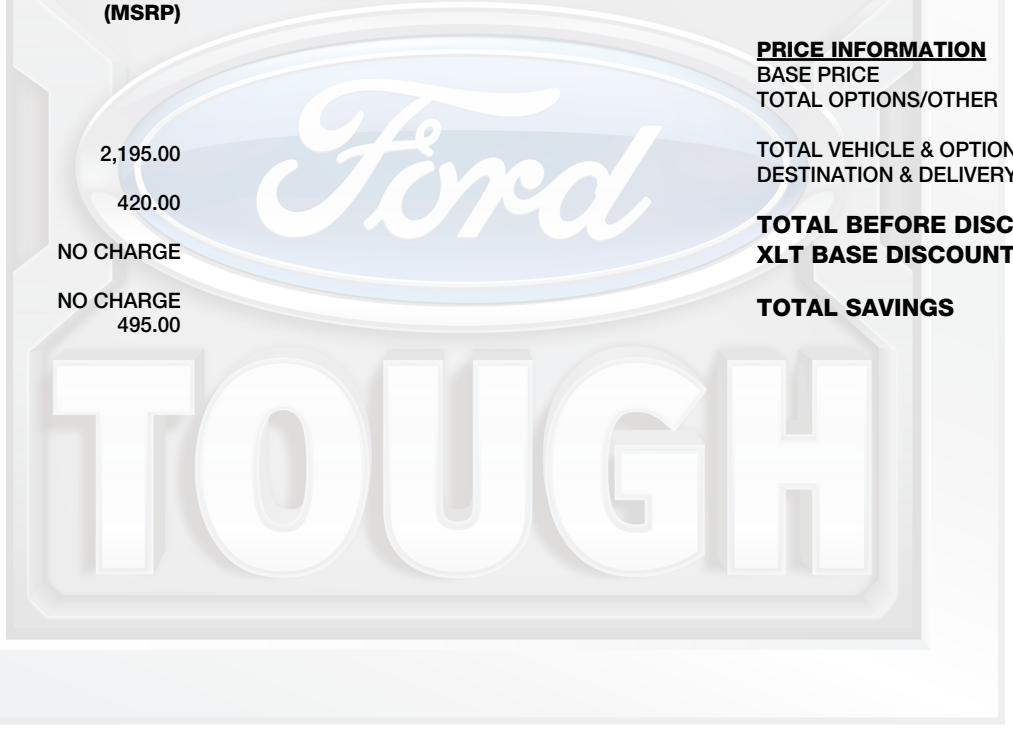 (MSRP)
2,195.00
420.00
NO CHARGE
NO CHARGE
495.00
PRICE INFORMATION
BASE PRICE
TOTAL OPTIONS/OTHER
TOTAL VEHICLE & OPTION
DESTINATION & DELIVERY
TOTAL BEFORE DISC
XLT BASE DISCOUNT
TOTAL SAVINGS
Ford
TOUGH